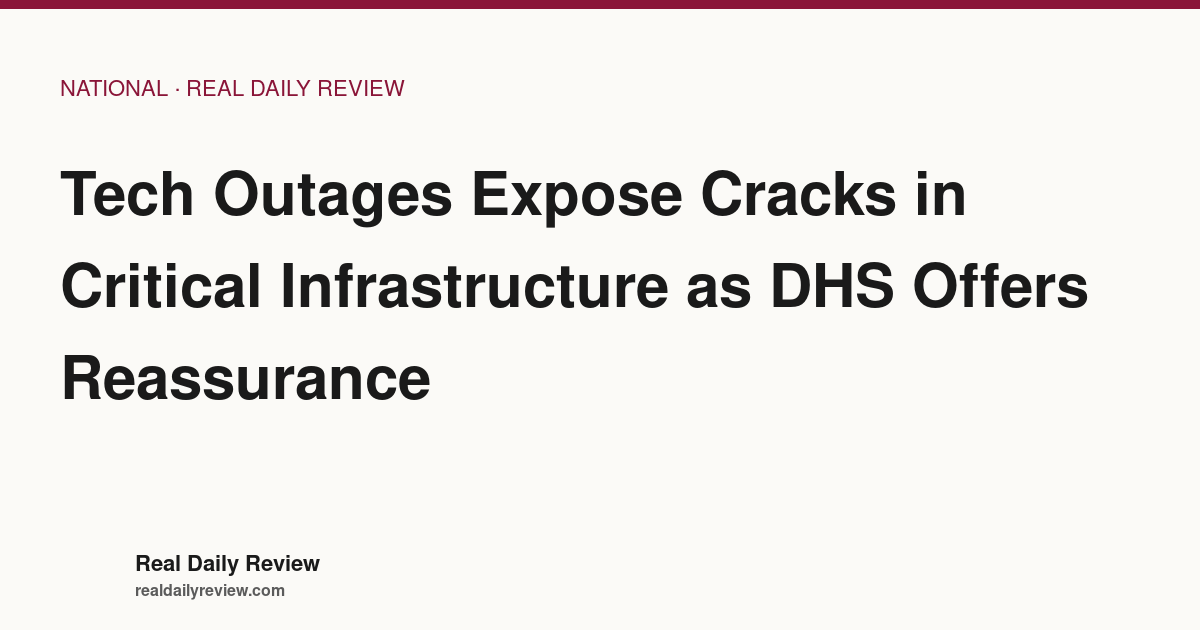 NATIONAL · REAL DAILY REVIEW
Tech Outages Expose Cracks in
Critical Infrastructure as DHS Offers
Reassurance
Real Daily Review
realdailyreview.com